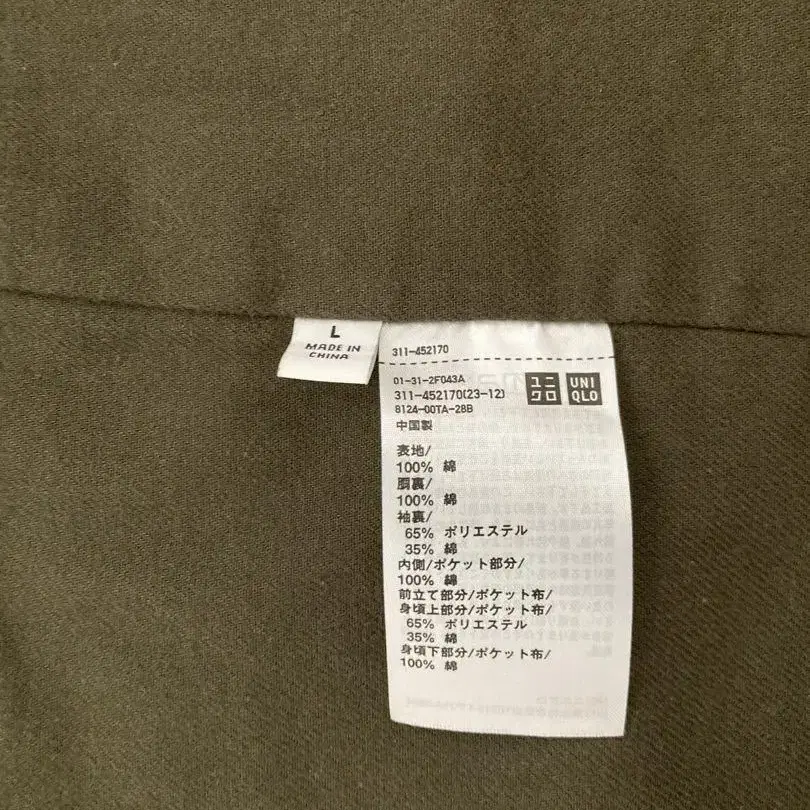 L
MADE IN
CHINA
311-452170
01-31-2F043A
311-452170(23-12)
8124-00TA-28B
ユニ
クロ
UNI
QLO
中国製
表地/
100% 綿
胴裏/
100% 綿
袖裏/
65% ポリエステル
35% 綿
内側/ポケット部分/
100% 綿
前立て部分/ポケット布/
身頃上部分/ポケット布/
65% ポリエステル
35% 綿
身頃下部分/ポケット布/
100% 綿